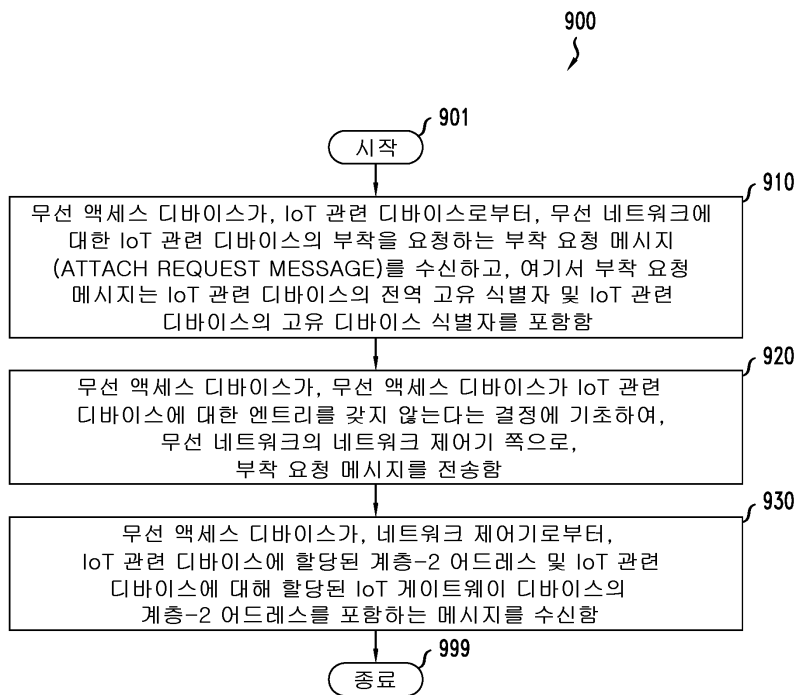 900
901
시작
910
무선 액세스 디바이스가, IoT 관련 디바이스로부터, 무선 네트워크에
대한 IoT 관련 디바이스의 부착을 요청하는 부착 요청 메시지
(ATTACH REQUEST MESSAGE)를 수신하고, 여기서 부착 요청
메시지는 IoT 관련 디바이스의 전역 고유 식별자 및 IoT 관련
디바이스의 고유 디바이스 식별자를 포함함
920
무선 액세스 디바이스가, 무선 액세스 디바이스가 IoT 관련
디바이스에 대한 엔트리를 갖지 않는다는 결정에 기초하여,
무선 네트워크의 네트워크 제어기 쪽으로,
부착 요청 메시지를 전송함
930
무선 액세스 디바이스가, 네트워크 제어기로부터,
IoT 관련 디바이스에 할당된 계층-2 어드레스 및 IoT 관련
디바이스에 대해 할당된 IoT 게이트웨이 디바이스의
계층-2 어드레스를 포함하는 메시지를 수신함
999
종료